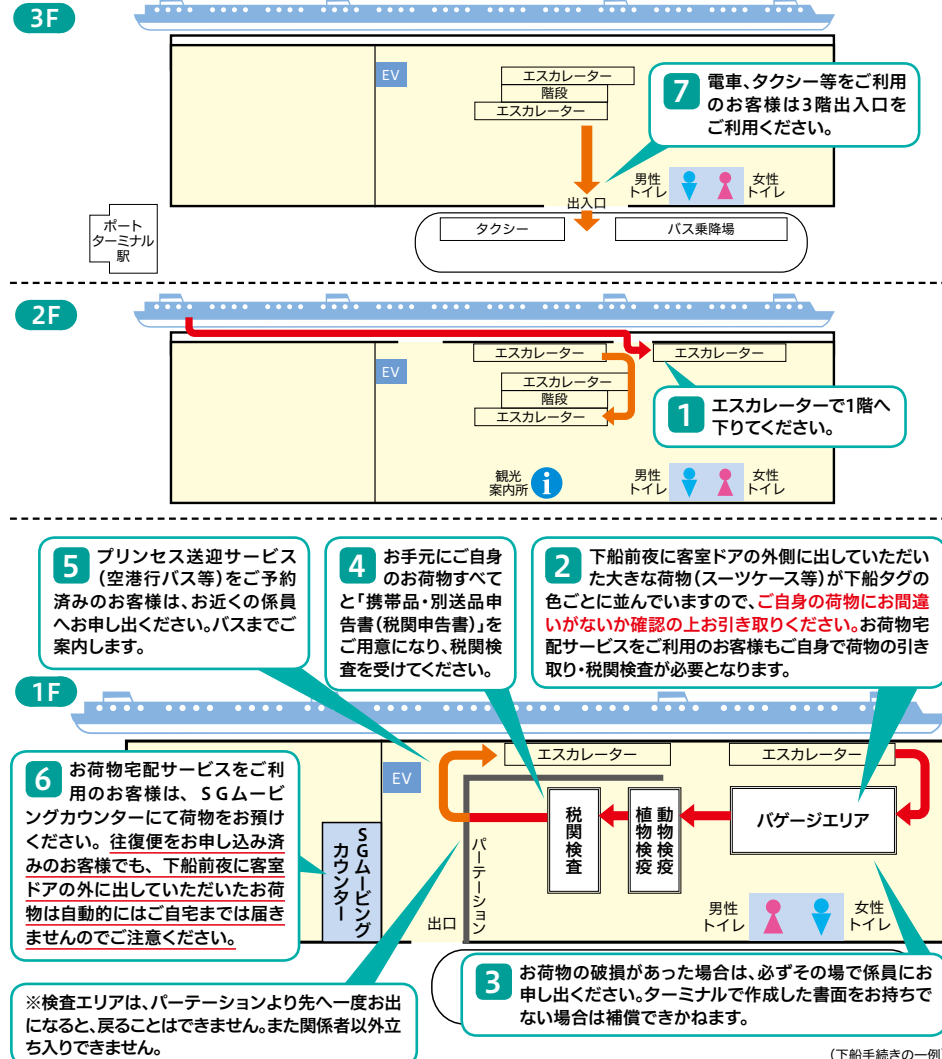 3F
EV
エスカレーター
階段
エスカレーター
7 電車、タクシー等をご利用
のお客様は3階出入口を
ご利用ください。
男性
トイレ
女性
トイレ
出入口
ポート
ターミナル
駅
タクシー
バス乗降場
2F
EV
エスカレーター
エスカレーター
エスカレーター
階段
エスカレーター
1 エスカレーターで1階へ
下りてください。
観光
案内所
i
男性
トイレ
女性
トイレ
5 プリンセス送迎サービス
(空港行バス等)をご予約
済みのお客様は、お近くの係員
へお申し出ください。バスまでご
案内します。
4 お手元にご自身
のお荷物すべて
と「携帯品・別送品申
告書(税関申告書)」を
ご用意になり、税関検
査を受けてください。
2 下船前夜に客室ドアの外側に出していただい
た大きな荷物(スーツケース等)が下船タグの
色ごとに並んでいますので、ご自身の荷物にお間違
いがないか確認の上お引き取りください。お荷物宅
配サービスをご利用のお客様もご自身で荷物の引き
取り・税関検査が必要となります。
1F
6 お荷物宅配サービスをご利
用のお客様は、SGムービ
ングカウンターにて荷物をお預け
ください。往復便をお申し込み済
みのお客様でも、下船前夜に客室
ドアの外に出していただいたお荷
物は自動的にはご自宅までは届き
ませんのでご注意ください。
EV
エスカレーター
エスカレーター
SGムービング
カウンター
パーテーション
税関検査
動物検疫
植物検疫
バゲージエリア
出口
男性
トイレ
女性
トイレ
3 お荷物の破損があった場合は、必ずその場で係員にお
申し出ください。ターミナルで作成した書面をお持ちで
ない場合は補償できかねます。
※検査エリアは、パーテーションより先へ一度お出
になると、戻ることはできません。また関係者以外立
ち入りできません。
(下船手続きの一例)